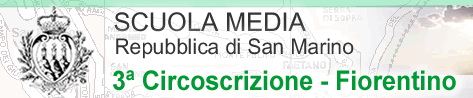 SCUOLA MEDIA
Repubblica di San Marino
3ª Circoscrizione - Fiorentino